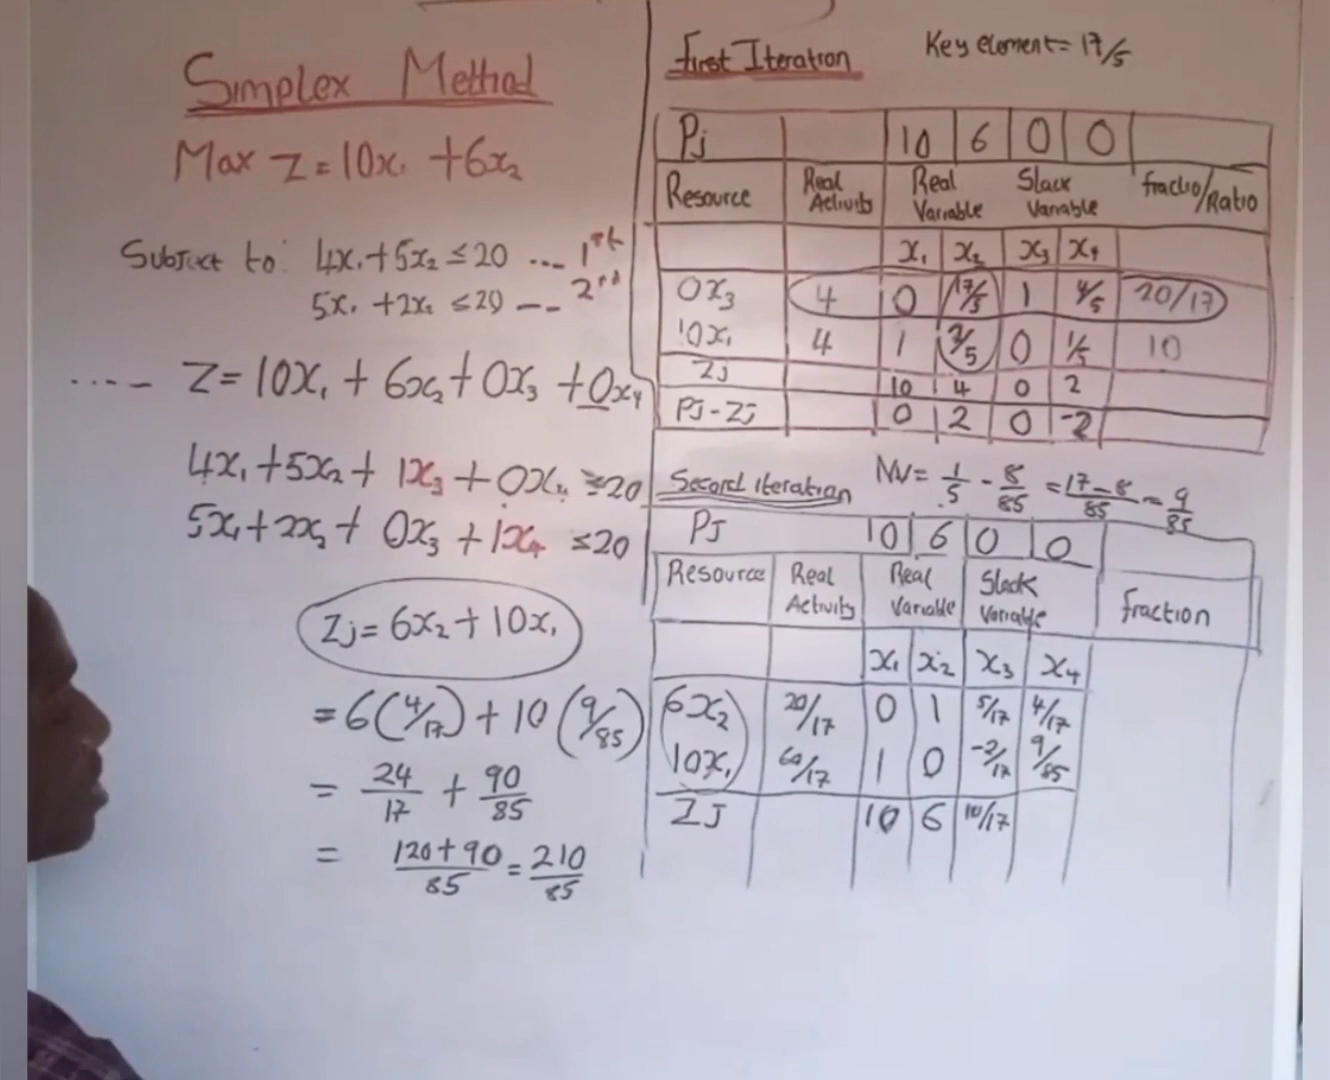 Simplex Method
Max Z = 10x₁ + 6x₂
Subject to: 4x₁ + 5x₂ ≤ 20 .... 1st
5x₁ + 2x₂ ≤ 20 -- 2nd
.... Z = 10x₁ + 6x₂ + 0x₃ + 0x₄
4x₁ + 5x₂ + 1x₃ + 0x₄ ≤ 20
5x₁ + 2x₂ + 0x₃ + 1x₄ ≤ 20
Zj = 6x₂ + 10x₁
= 6(4/17) + 10(9/85)
= 24/17 + 90/85
= 120+90/85 = 210/85
First Iteration Key element = 17/5
Pj 10 6 0 0
Resource Real Activity Real Variable Slack Variable fractio/Ratio
x₁ x₂ x₃ x₄
0x₃ 4 0 17/5 1 4/5 20/17
10x₁ 4 1 2/5 0 1/5 10
Zj 10 4 0 2
Pj-Zj 0 2 0 -2
Second iteration NV = 1/5 - 8/85 = 17-8/85 = 9/85
PJ 10 6 0 0
Resource Real Activity Real Variable Slack Variable fraction
x₁ x₂ x₃ x₄
6x₂ 20/17 0 1 5/17 4/17
10x₁ 60/17 1 0 -2/17 9/85
ZJ 10 6 10/17